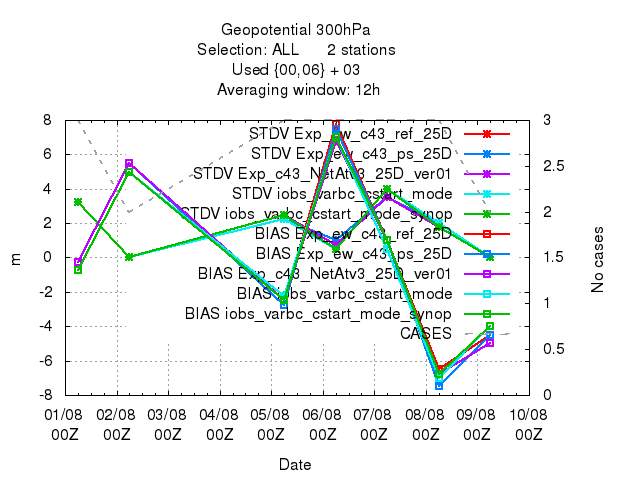 Geopotential 300hPa
Selection: ALL 2 stations
Used {00,06} + 03
Averaging window: 12h
8
6
4
2
0
-2
-4
-6
-8
m
3
2.5
2
1.5
1
0.5
0
No cases
STDV Exp_ew_c43_ref_25D
STDV Exp_ew_c43_ps_25D
STDV Exp_c43_NetAtv3_25D_ver01
STDV iobs_varbc_cstart_mode
STDV iobs_varbc_cstart_mode_synop
BIAS Exp_ew_c43_ref_25D
BIAS Exp_ew_c43_ps_25D
BIAS Exp_c43_NetAtv3_25D_ver01
BIAS iobs_varbc_cstart_mode
BIAS iobs_varbc_cstart_mode_synop
CASES
01/08 02/08 03/08 04/08 05/08 06/08 07/08 08/08 09/08 10/08
00Z 00Z 00Z 00Z 00Z 00Z 00Z 00Z 00Z 00Z
Date